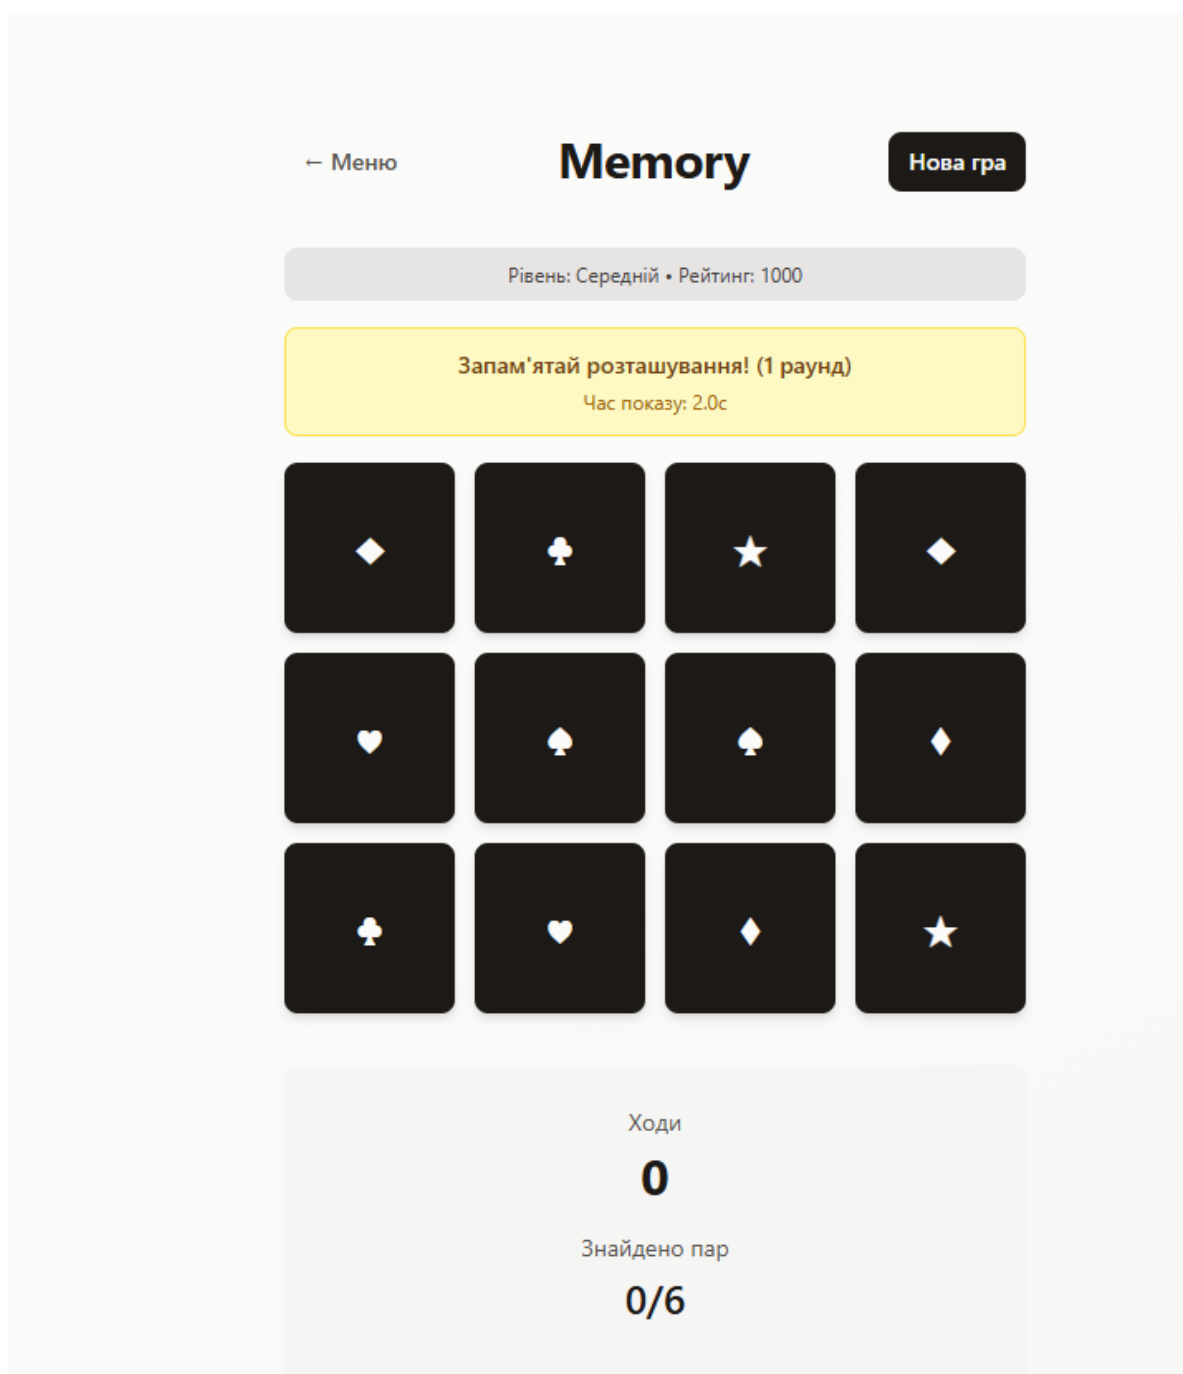 ← Меню
Memory
Нова гра
Рівень: Середній • Рейтинг: 1000
Запам'ятай розташування! (1 раунд)
Час показу: 2.0с
◆ ♣ ★ ◆
♥ ♠ ♠ ♦
♣ ♥ ♦ ★
Ходи
0
Знайдено пар
0/6